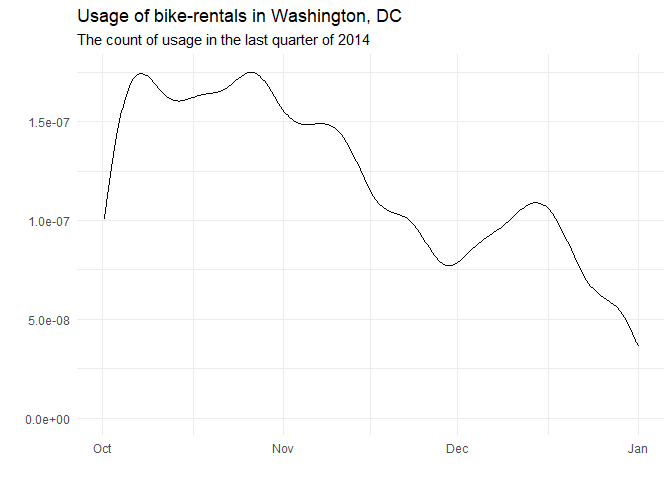 Usage of bike-rentals in Washington, DC
The count of usage in the last quarter of 2014
1.5e-07
1.0e-07
5.0e-08
0.0e+00
Oct Nov Dec Jan